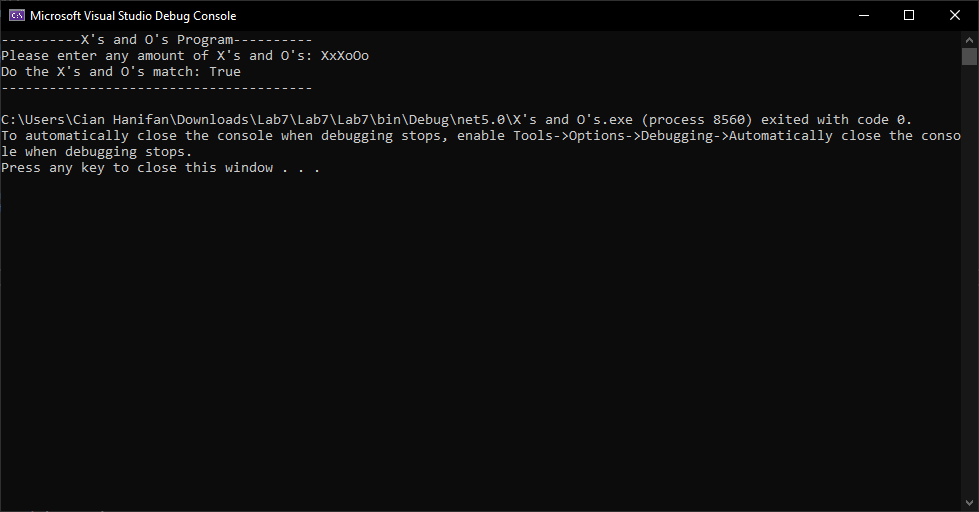 Microsoft Visual Studio Debug Console
----------X's and O's Program----------
Please enter any amount of X's and O's: XxXoOo
Do the X's and O's match: True
---------------------------------------
C:\Users\Cian Hanifan\Downloads\Lab7\Lab7\Lab7\bin\Debug\net5.0\X's and O's.exe (process 8560) exited with code 0.
To automatically close the console when debugging stops, enable Tools->Options->Debugging->Automatically close the conso
le when debugging stops.
Press any key to close this window . . .